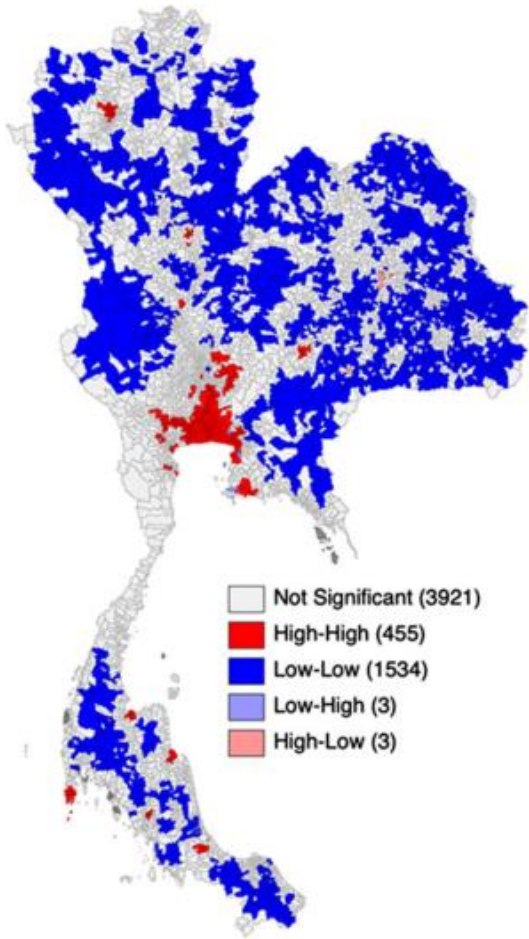 Not Significant (3921)
High-High (455)
Low-Low (1534)
Low-High (3)
High-Low (3)